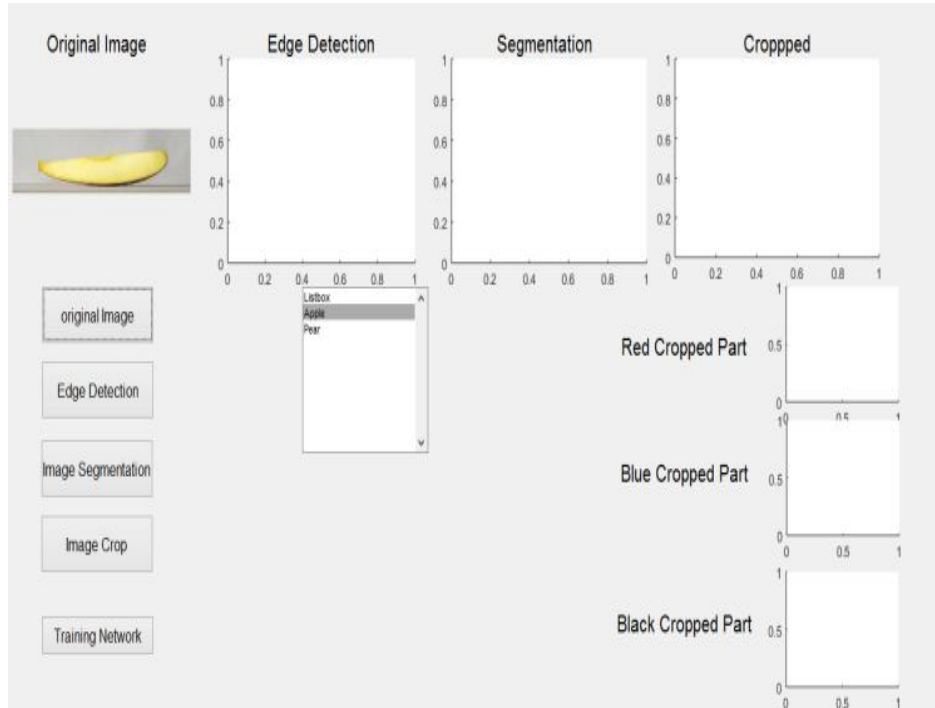 Original Image
Edge Detection
Segmentation
Croppped
1
0.8
0.6
0.4
0.2
0
0 0.2 0.4 0.6 0.8 1
1
0.8
0.6
0.4
0.2
0
0 0.2 0.4 0.6 0.8 1
1
0.8
0.6
0.4
0.2
0
0 0.2 0.4 0.6 0.8 1
Listbox
Apple
Pear
original Image
Edge Detection
Image Segmentation
Image Crop
Training Network
Red Cropped Part
1
0.5
0
0 0.5 1
Blue Cropped Part
1
0.5
0
0 0.5 1
Black Cropped Part
1
0.5
0
0 0.5 1